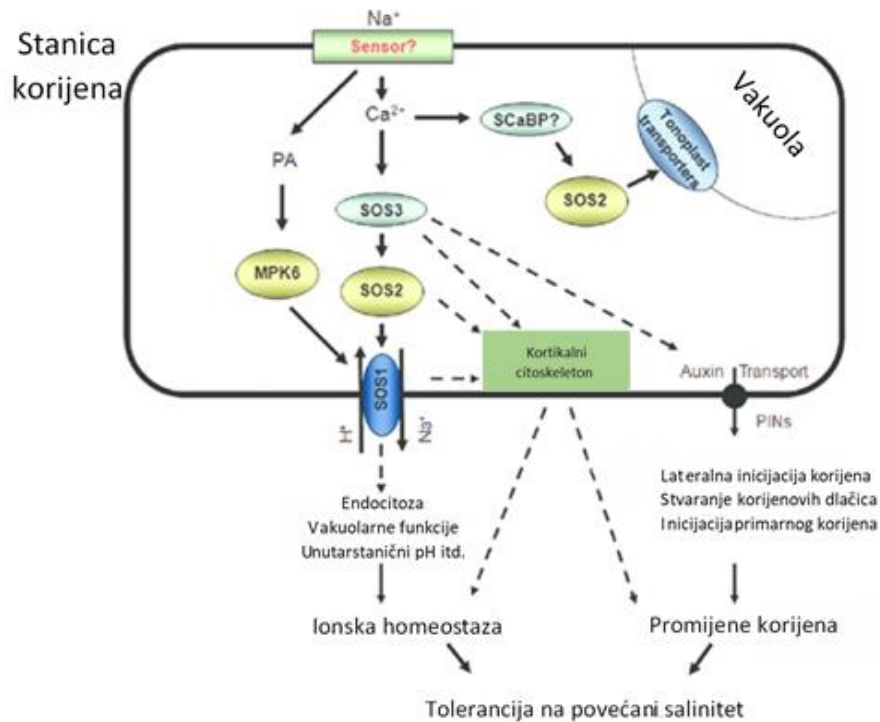 Na⁺
Stanica
korijena
Sensor?
Vakuola
Ca²⁺
SCaBP?
Tonoplast
transporters
PA
SOS2
SOS3
MPK6
SOS2
Kortikalni
citoskeleton
SOS1
Auxin Transport
H⁺
Na⁺
PINs
Lateralna inicijacija korijena
Stvaranje korijenovih dlačica
Inicijacija primarnog korijena
Endocitoza
Vakuolarne funkcije
Unutarstanični pH itd.
Ionska homeostaza
Promijene korijena
Tolerancija na povećani salinitet